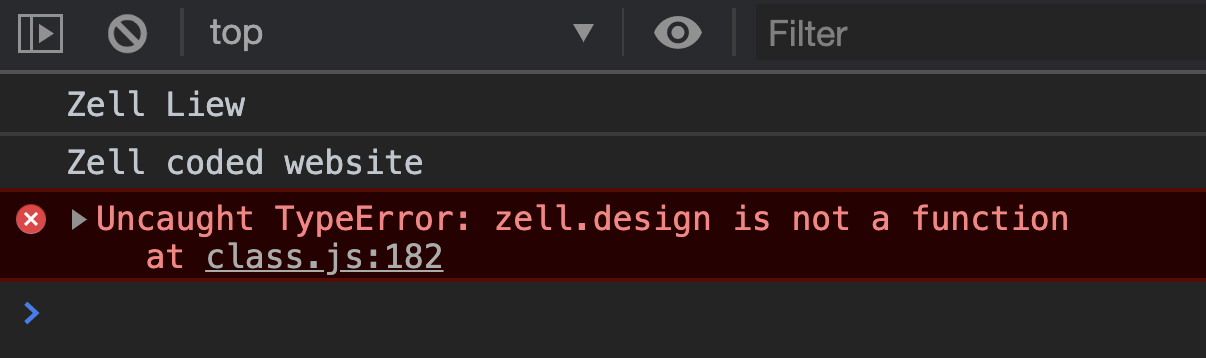 top
Filter
Zell Liew
Zell coded website
Uncaught TypeError: zell.design is not a function
at class.js:182